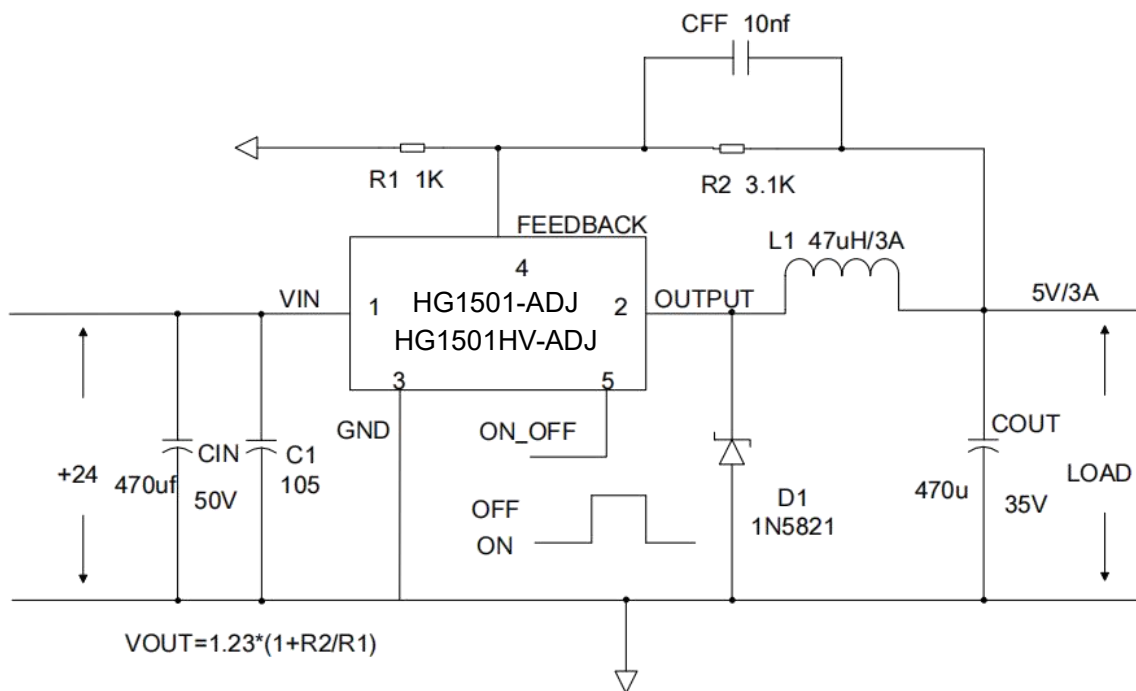 CFF 10nf
R1 1K
R2 3.1K
FEEDBACK
L1 47uH/3A
4
VIN
1
HG1501-ADJ
2
OUTPUT
5V/3A
HG1501HV-ADJ
3
5
GND
ON_OFF
COUT
CIN
C1
+24
470uf
50V
105
LOAD
470u
35V
D1
1N5821
OFF
ON
VOUT=1.23*(1+R2/R1)